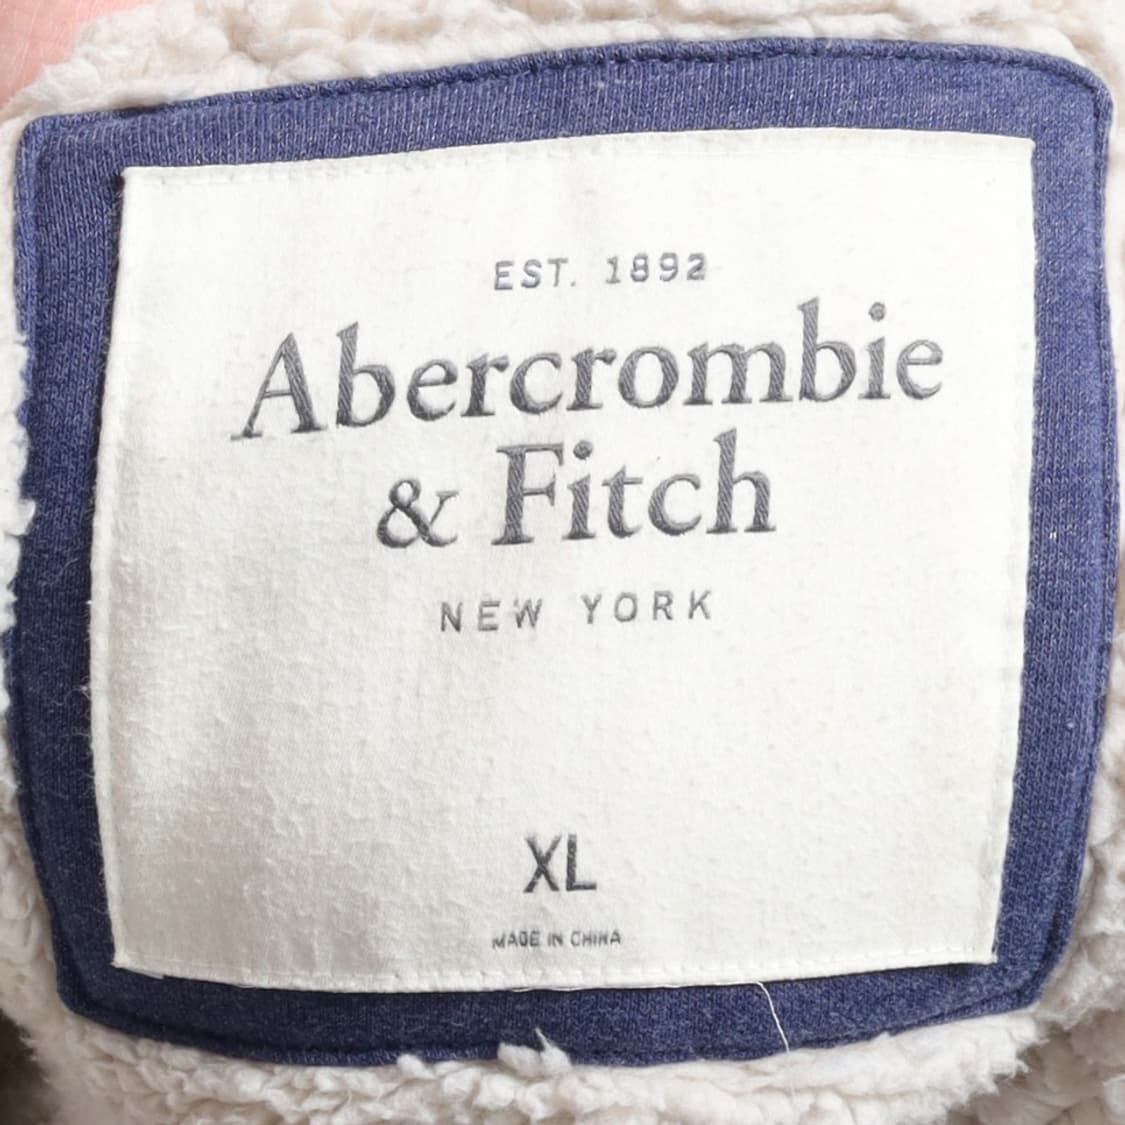 EST. 1892
Abercrombie
& Fitch
NEW YORK
XL
MADE IN CHINA